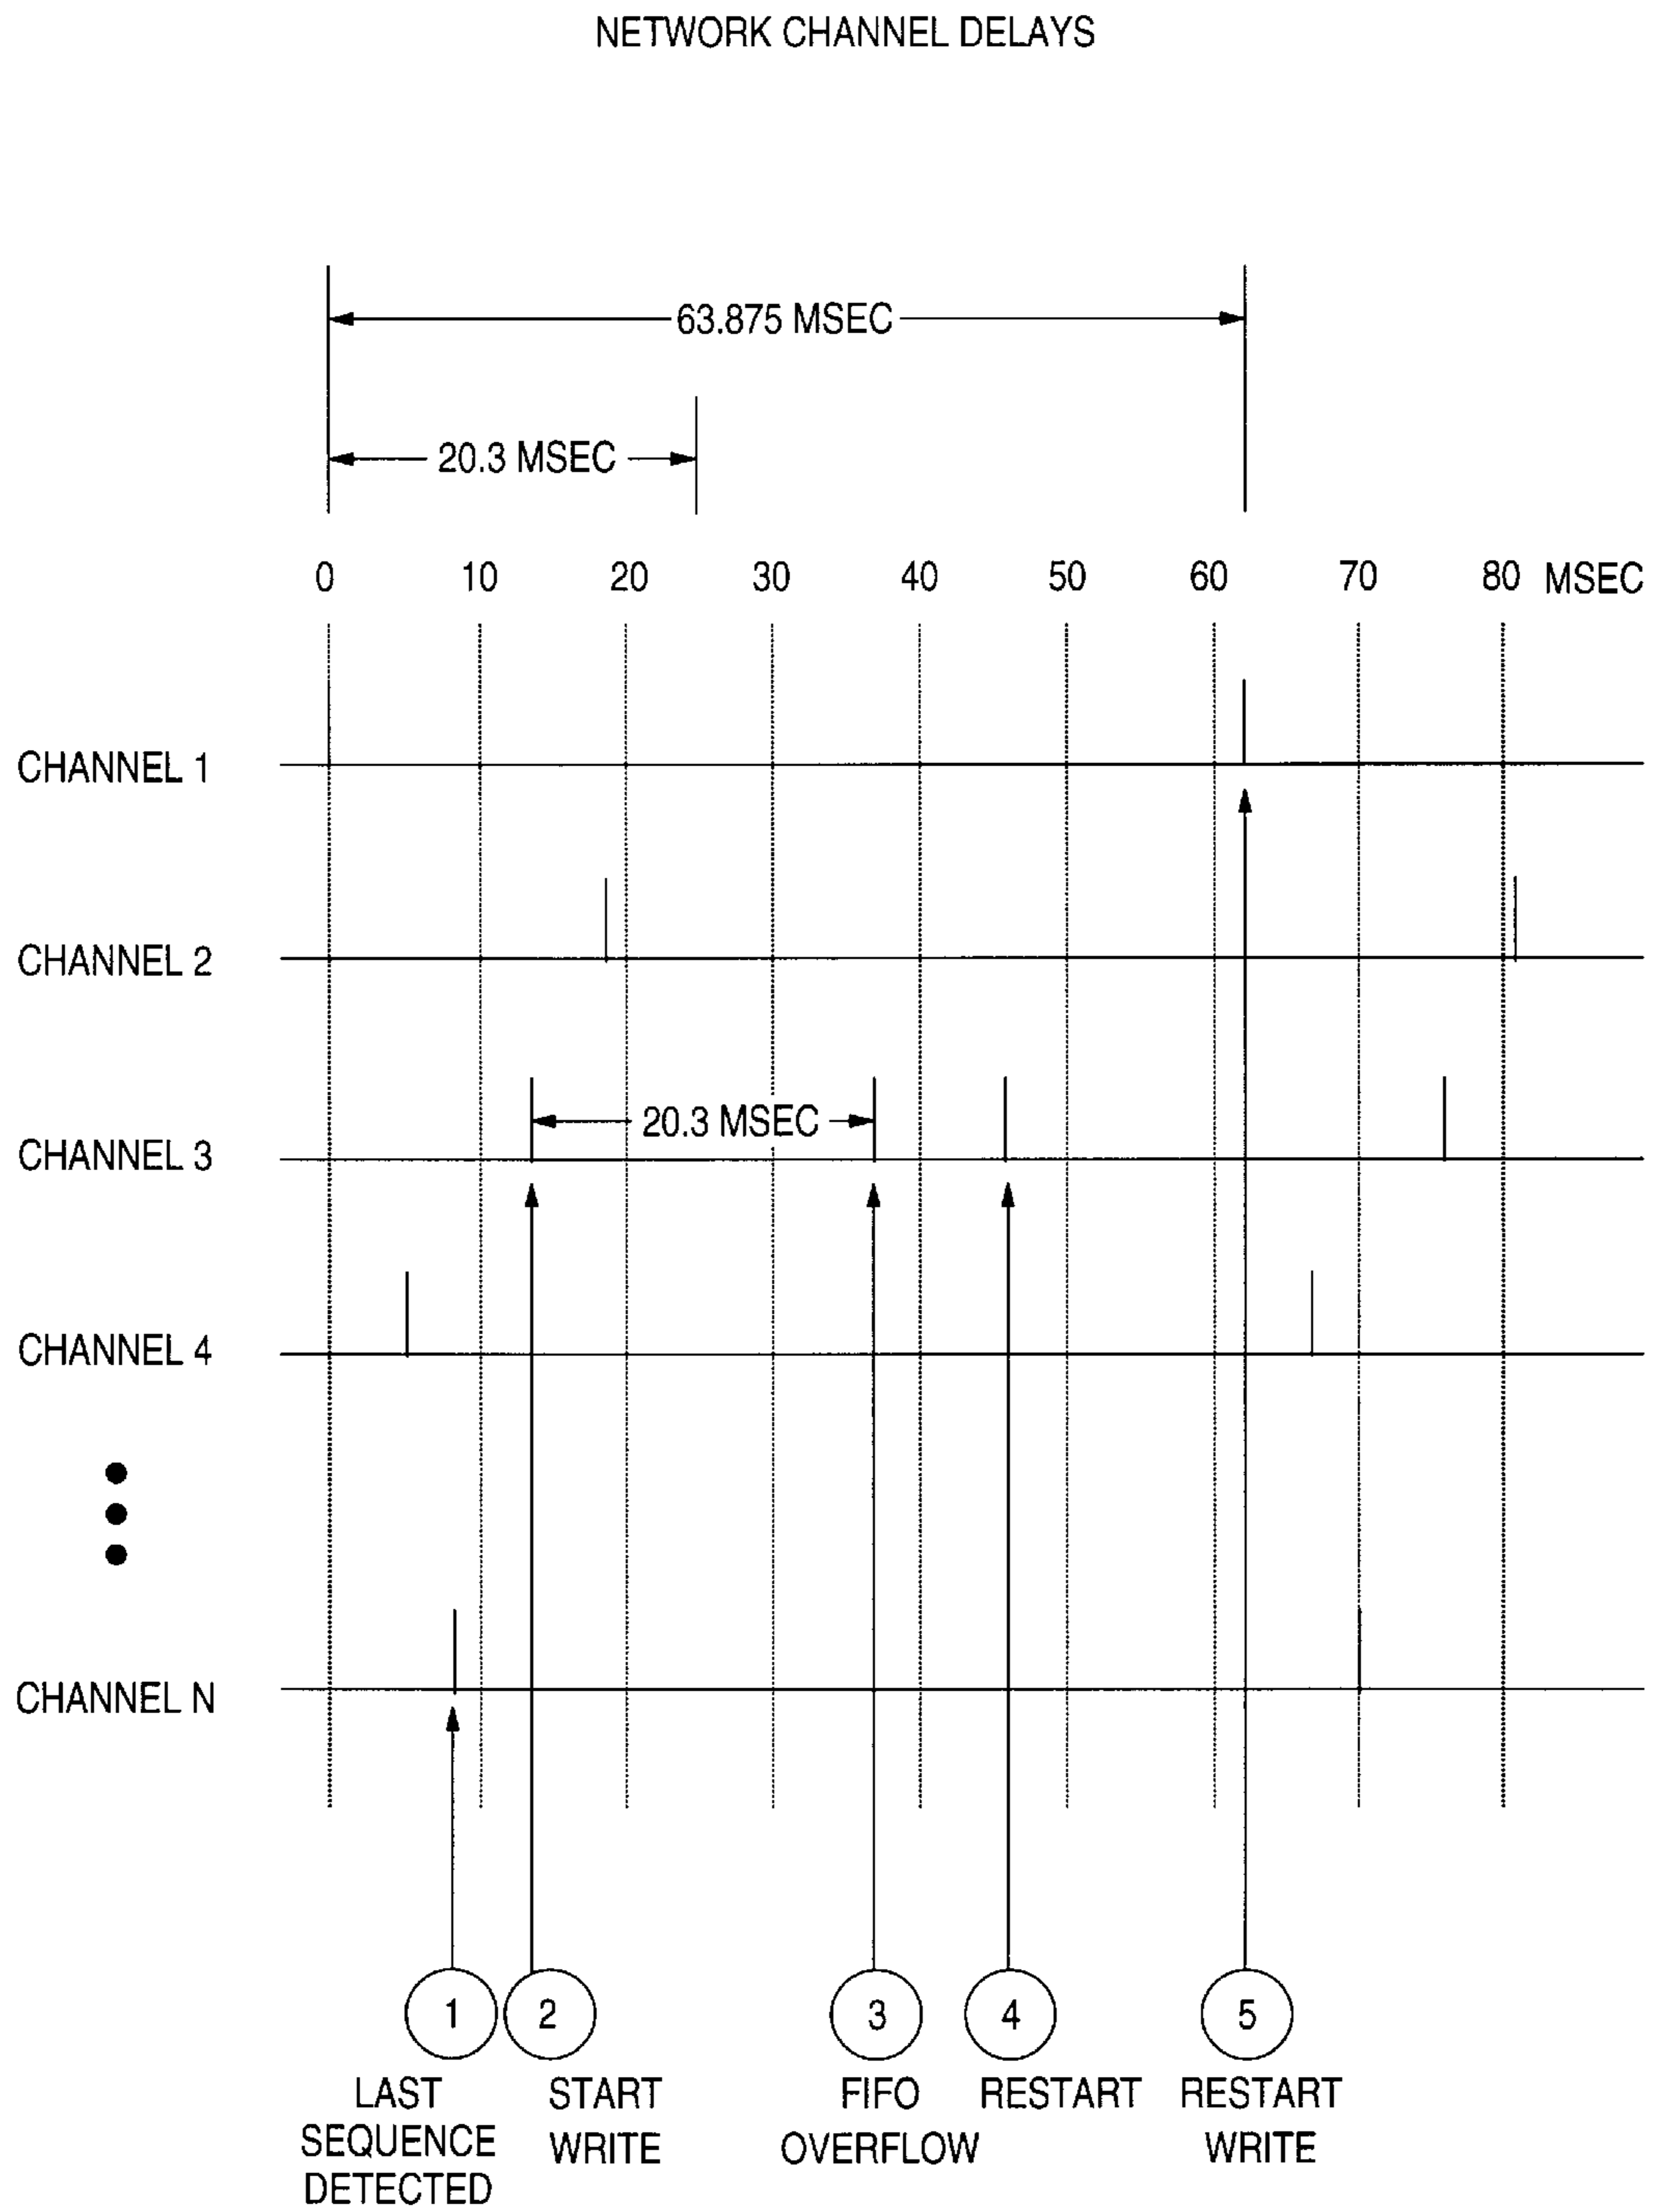 NETWORK CHANNEL DELAYS
63.875 MSEC
20.3 MSEC
0 10 20 30 40 50 60 70 80 MSEC
CHANNEL 1
CHANNEL 2
CHANNEL 3
20.3 MSEC
CHANNEL 4
CHANNEL N
1 2 3 4 5
LAST START FIFO RESTART RESTART
SEQUENCE WRITE OVERFLOW WRITE
DETECTED